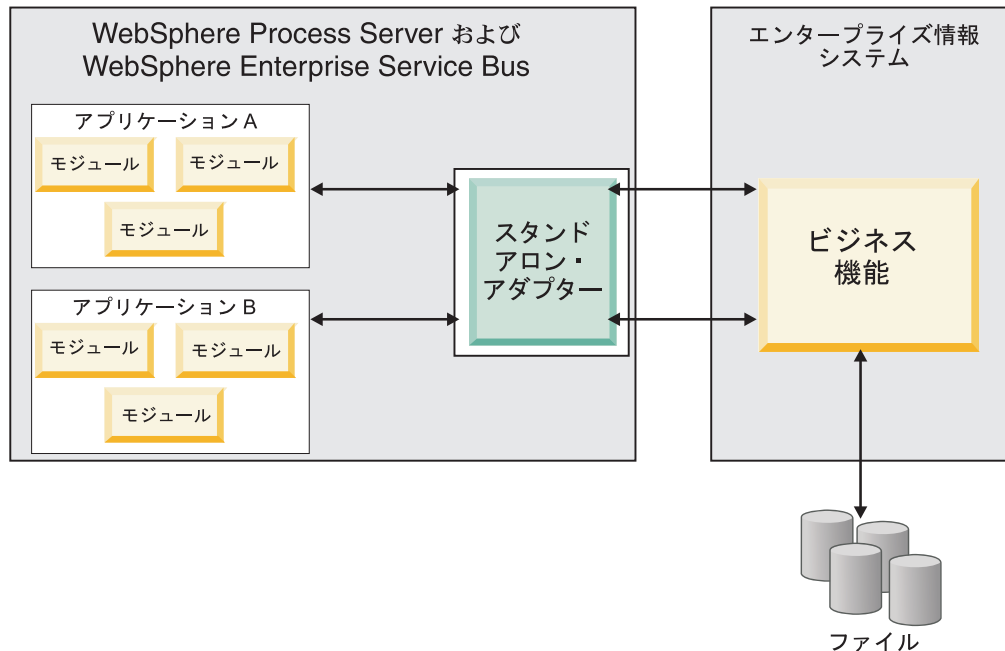 WebSphere Process Server および
WebSphere Enterprise Service Bus
アプリケーション A
モジュール
モジュール
モジュール
アプリケーション B
モジュール
モジュール
モジュール
スタンド
アロン・
アダプター
エンタープライズ情報
システム
ビジネス
機能
ファイル